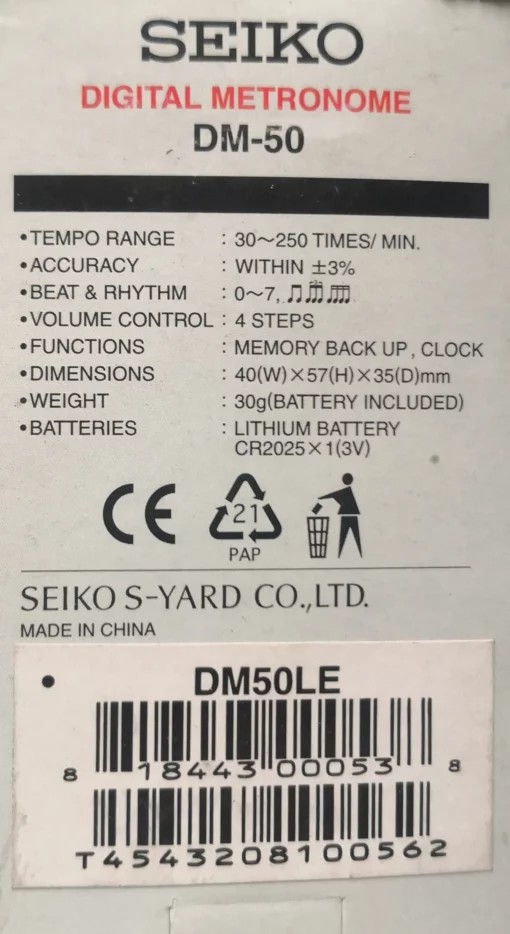 SEIKO
DIGITAL METRONOME
DM-50
•TEMPO RANGE : 30~250 TIMES/ MIN.
•ACCURACY : WITHIN ±3%
•BEAT & RHYTHM : 0~7, ♫
•VOLUME CONTROL : 4 STEPS
•FUNCTIONS : MEMORY BACK UP , CLOCK
•DIMENSIONS : 40(W)×57(H)×35(D)mm
•WEIGHT : 30g(BATTERY INCLUDED)
•BATTERIES : LITHIUM BATTERY
CR2025×1(3V)
CE 21
PAP
SEIKO S-YARD CO.,LTD.
MADE IN CHINA
DM50LE
8 18443 00053 8
T4543208100562